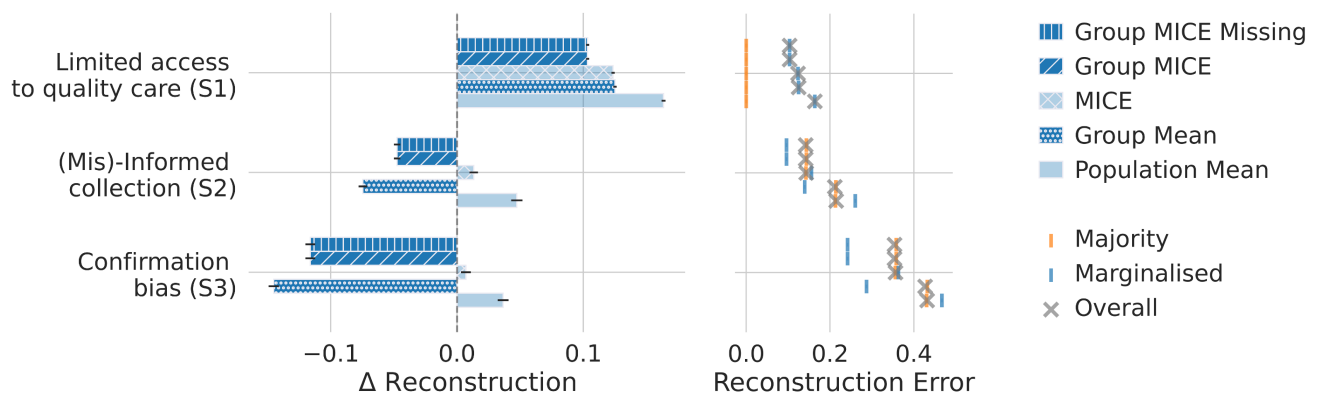 Limited access
to quality care (S1)
(Mis)-Informed
collection (S2)
Confirmation
bias (S3)
−0.1 0.0 0.1
Δ Reconstruction
0.0 0.2 0.4
Reconstruction Error
Group MICE Missing
Group MICE
MICE
Group Mean
Population Mean
Majority
Marginalised
Overall